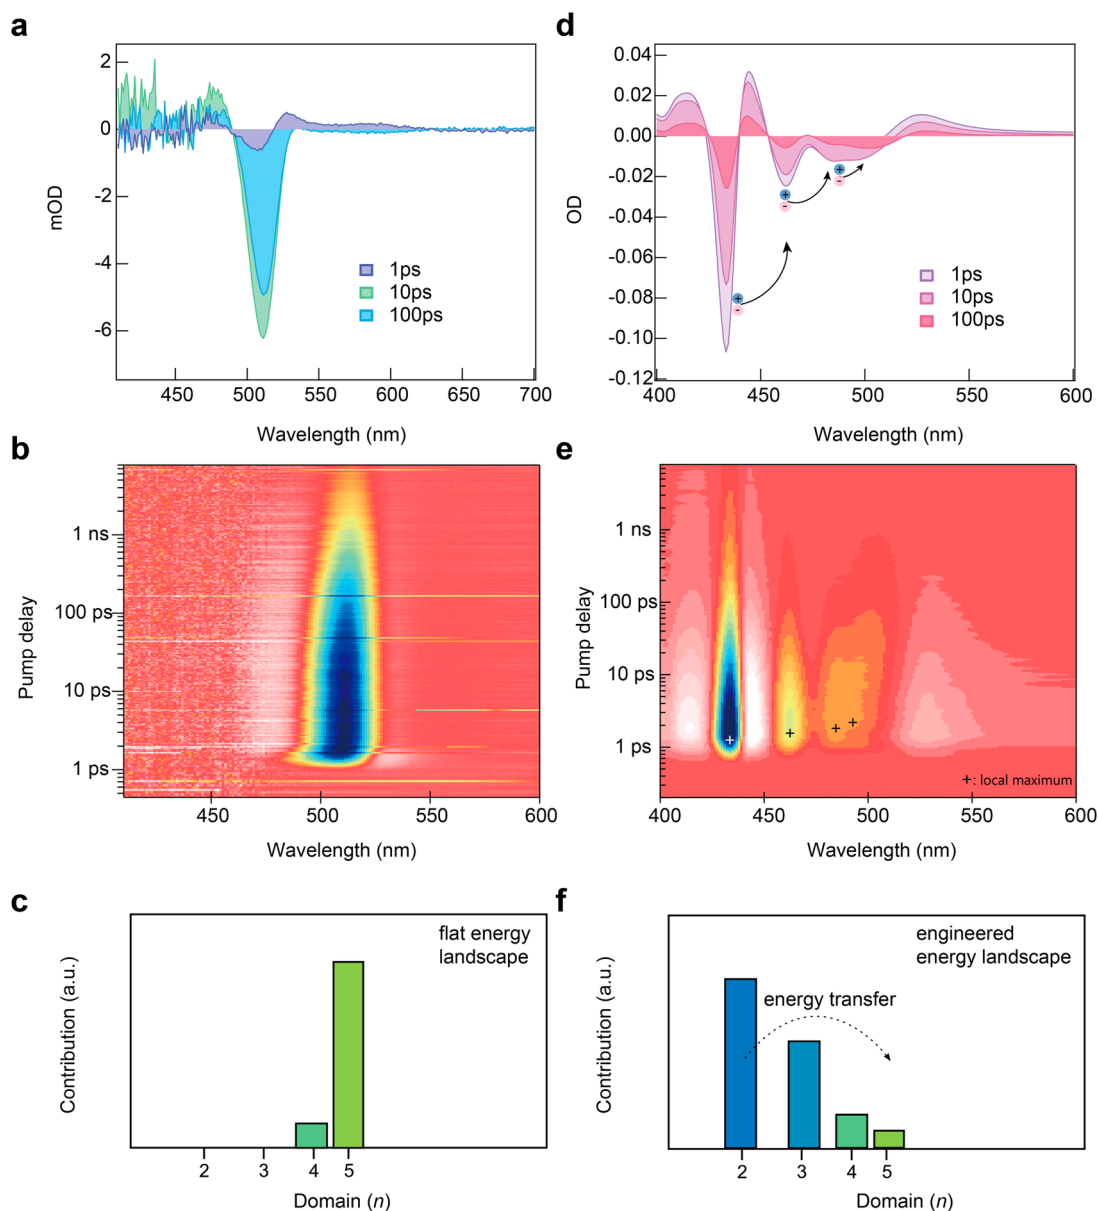 a
2
0
-2
-4
-6
mOD
1ps
10ps
100ps
450 500 550 600 650 700
Wavelength (nm)
d
0.04
0.02
0.00
-0.02
-0.04
-0.06
-0.08
-0.10
-0.12
OD
+
-
+
-
+
-
1ps
10ps
100ps
400 450 500 550 600
Wavelength (nm)
b
1 ns
100 ps
10 ps
1 ps
Pump delay
450 500 550 600
Wavelength (nm)
e
1 ns
100 ps
10 ps
1 ps
Pump delay
+: local maximum
400 450 500 550 600
Wavelength (nm)
c
Contribution (a.u.)
flat energy
landscape
2 3 4 5
Domain (n)
f
Contribution (a.u.)
engineered
energy landscape
energy transfer
2 3 4 5
Domain (n)